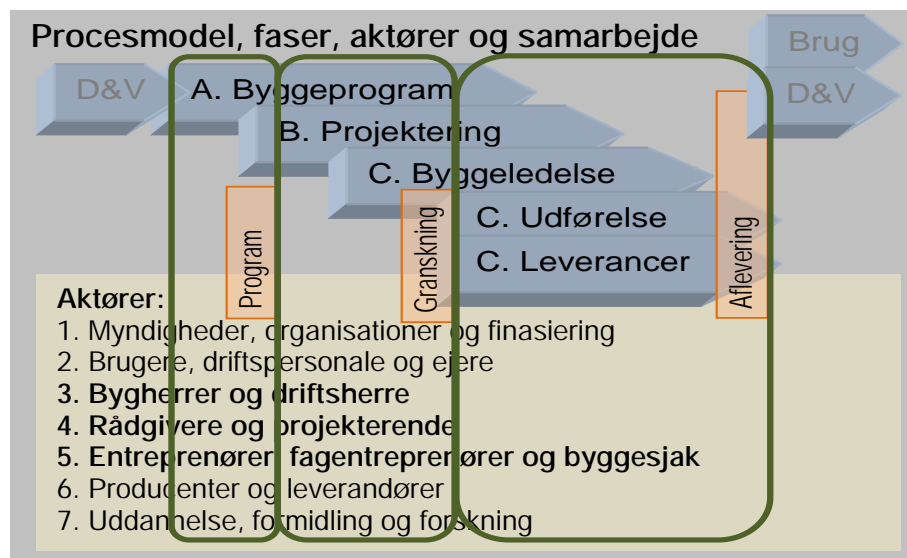 Procesmodel, faser, aktører og samarbejde
Brug
D&V
A. Byggeprogram
D&V
B. Projektering
C. Byggeledelse
C. Udførelse
C. Leverancer
Program
Granskning
Aflevering
Aktører:
1. Myndigheder, organisationer og finasiering
2. Brugere, driftspersonale og ejere
3. Bygherrer og driftsherre
4. Rådgivere og projekterende
5. Entreprenører, fagentreprenører og byggesjak
6. Producenter og leverandører
7. Uddannelse, formidling og forskning